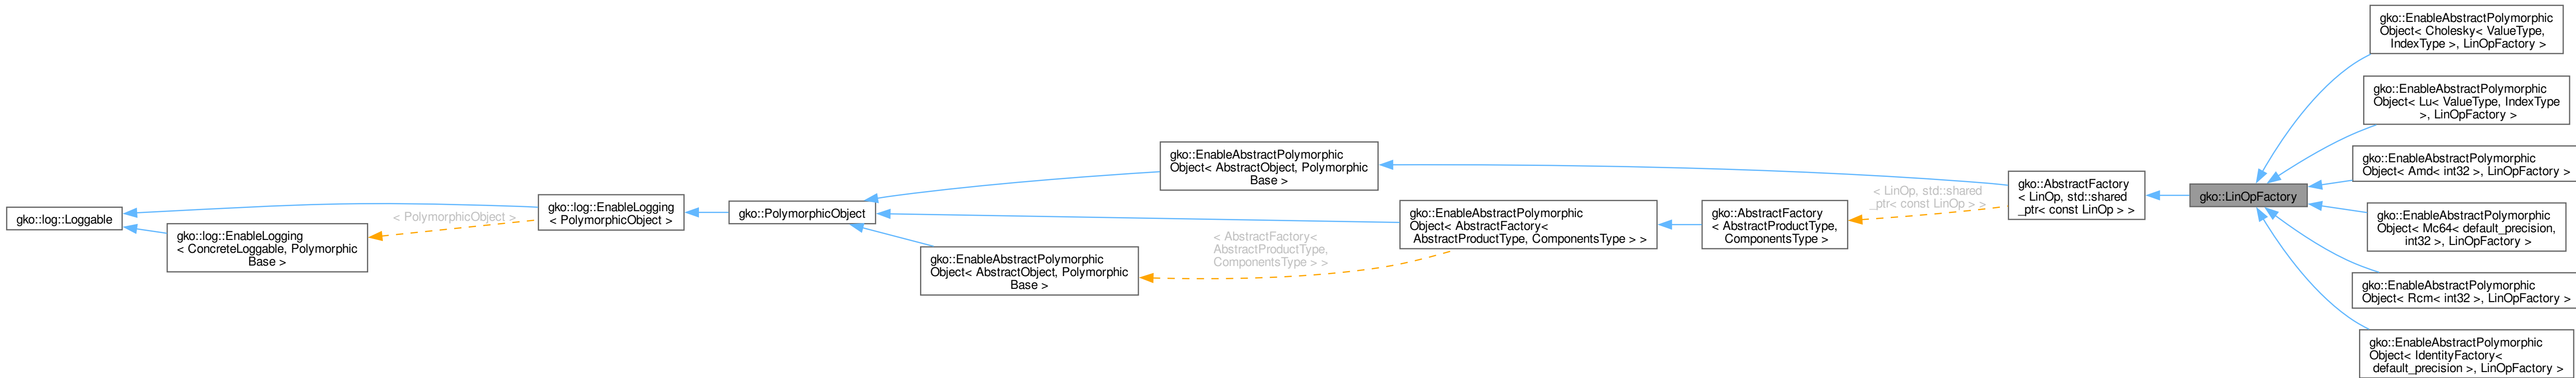 gko::log::Loggable
gko::log::EnableLogging
< ConcreteLoggable, Polymorphic
Base >
< PolymorphicObject >
gko::log::EnableLogging
< PolymorphicObject >
gko::PolymorphicObject
gko::EnableAbstractPolymorphic
Object< AbstractObject, Polymorphic
Base >
gko::EnableAbstractPolymorphic
Object< AbstractObject, Polymorphic
Base >
< AbstractFactory<
AbstractProductType,
ComponentsType > >
gko::EnableAbstractPolymorphic
Object< AbstractFactory<
AbstractProductType, ComponentsType > >
gko::AbstractFactory
< AbstractProductType,
ComponentsType >
< LinOp, std::shared
_ptr< const LinOp > >
gko::AbstractFactory
< LinOp, std::shared
_ptr< const LinOp > >
gko::LinOpFactory
gko::EnableAbstractPolymorphic
Object< Cholesky< ValueType,
IndexType >, LinOpFactory >
gko::EnableAbstractPolymorphic
Object< Lu< ValueType, IndexType
>, LinOpFactory >
gko::EnableAbstractPolymorphic
Object< Amd< int32 >, LinOpFactory >
gko::EnableAbstractPolymorphic
Object< Mc64< default_precision,
int32 >, LinOpFactory >
gko::EnableAbstractPolymorphic
Object< Rcm< int32 >, LinOpFactory >
gko::EnableAbstractPolymorphic
Object< IdentityFactory<
default_precision >, LinOpFactory >